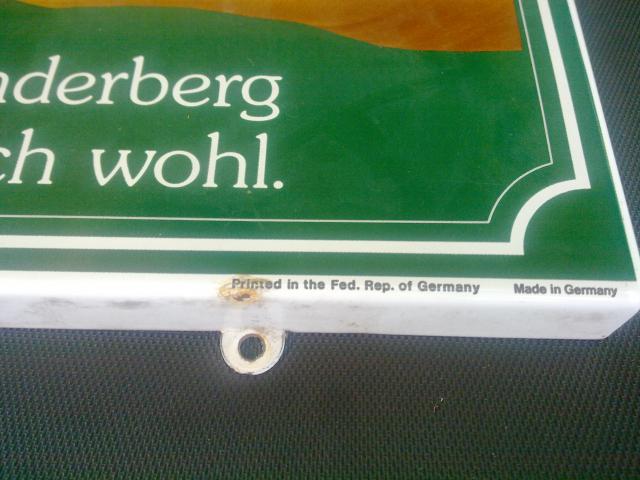 nderberg
ch wohl.
Printed in the Fed. Rep. of Germany Made in Germany